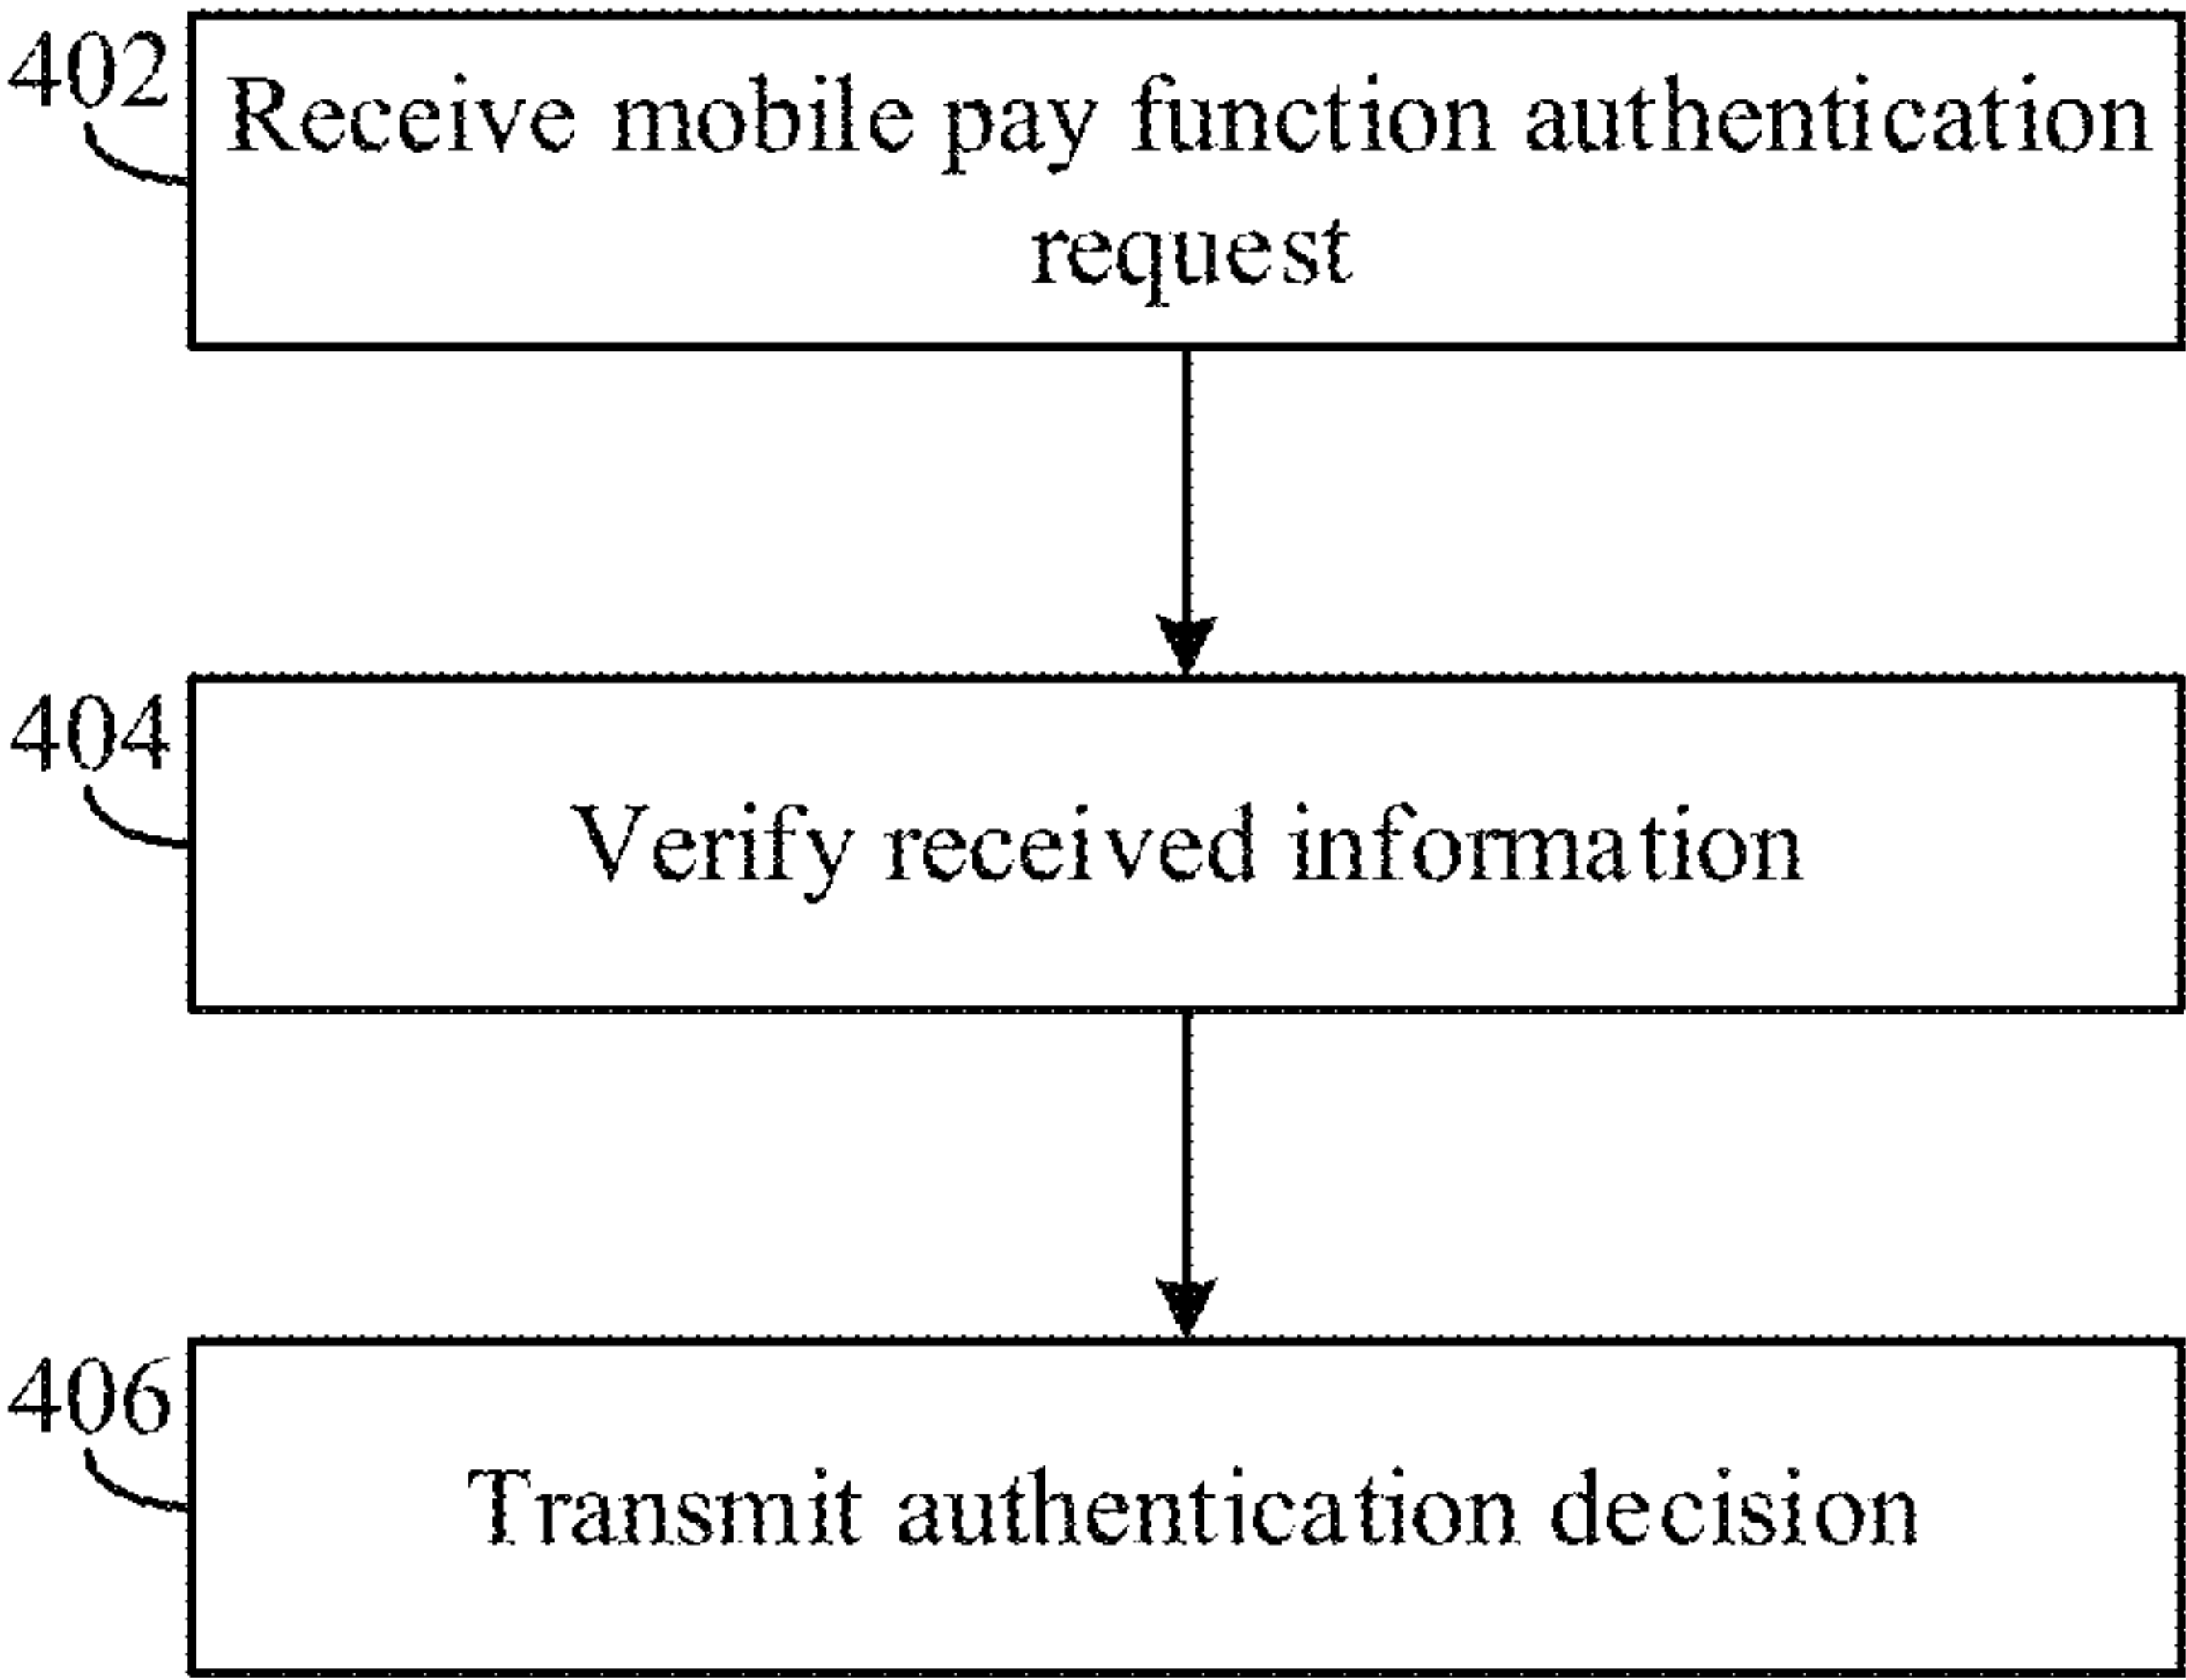 402
Receive mobile pay function authentication
request
404
Verify received information
406
Transmit authentication decision